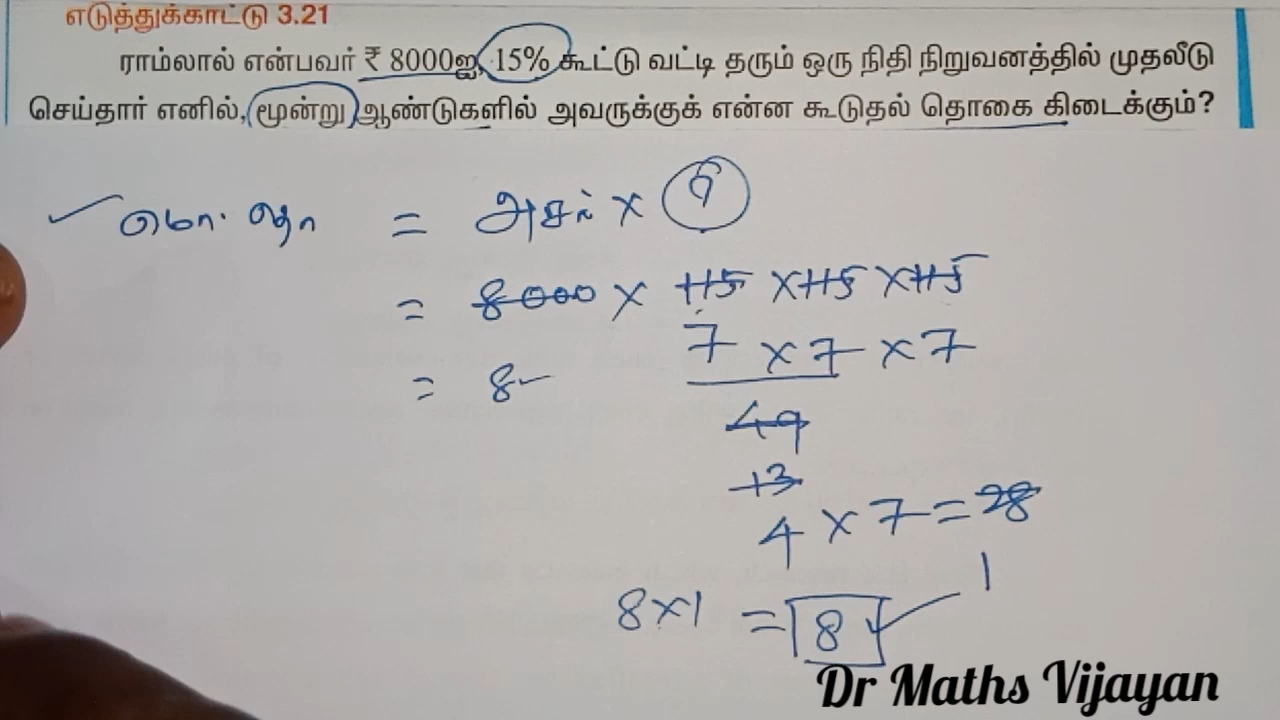 எடுத்துக்காட்டு 3.21
ராம்லால் என்பவர் ₹ 8000ஐ, 15% கூட்டு வட்டி தரும் ஒரு நிதி நிறுவனத்தில் முதலீடு
செய்தார் எனில், மூன்று ஆண்டுகளில் அவருக்குக் என்ன கூடுதல் தொகை கிடைக்கும்?
மொ. தொ = அசல் ×
= 8000 × 115 × 115 × 115
7 × 7 × 7
= 8
49
13
4 × 7 = 28
1
8 × 1 = 8
Dr Maths Vijayan